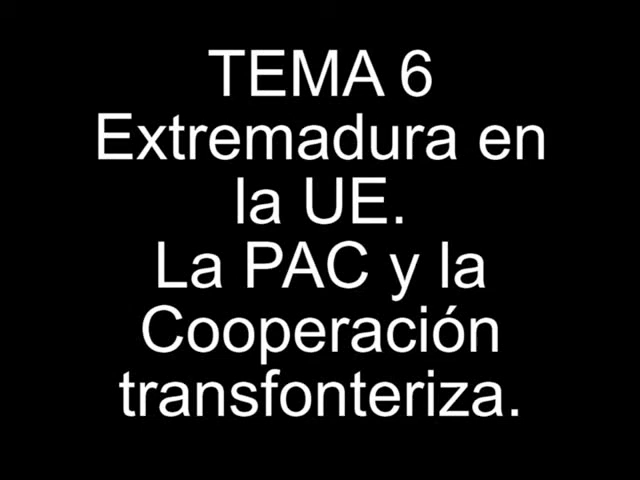 TEMA 6
Extremadura en
la UE.
La PAC y la
Cooperación
transfonteriza.